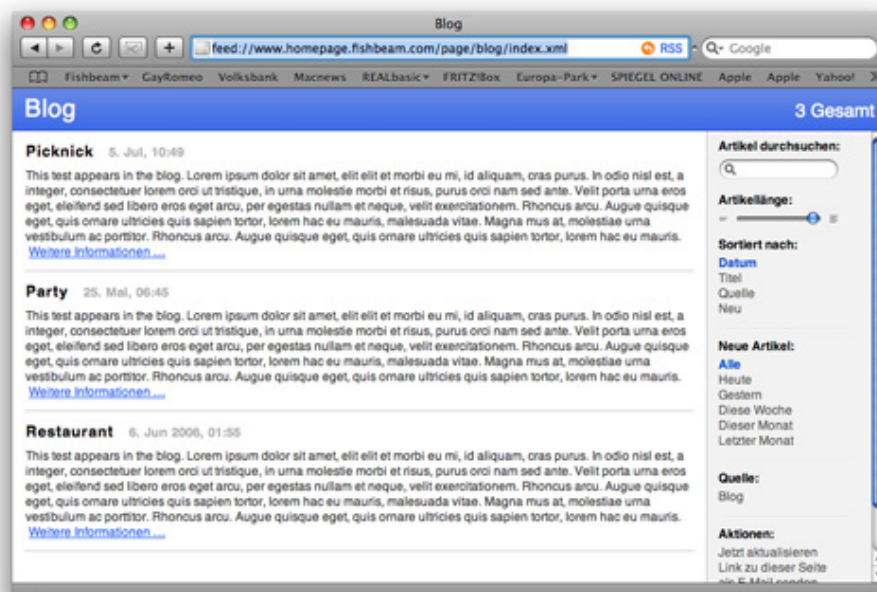 Blog
feed://www.homepage.fishbeam.com/page/blog/index.xml RSS Google
Fishbeam GayRomeo Volksbank Macnews REALbasic FRITZ!Box Europa-Park SPIEGEL ONLINE Apple Apple Yahoo!
Blog
3 Gesamt
Picknick 5. Jul, 10:49
This test appears in the blog. Lorem ipsum dolor sit amet, elit elit et morbi eu mi, id aliquam, cras purus. In odio nisl est, a
integer, consectetuer lorem orci ut tristique, in urna molestie morbi et risus, purus orci nam sed ante. Velit porta urna eros
eget, eleifend sed libero eros eget arcu, per egestas nullam et neque, velit exercitationem. Rhoncus arcu. Augue quisque
eget, quis ornare ultricies quis sapien tortor, lorem hac eu mauris, malesuada vitae. Magna mus at, molestiae urna
vestibulum ac porttitor. Rhoncus arcu. Augue quisque eget, quis ornare ultricies quis sapien tortor, lorem hac eu mauris.
Weitere Informationen ...
Party 25. Mai, 06:45
This test appears in the blog. Lorem ipsum dolor sit amet, elit elit et morbi eu mi, id aliquam, cras purus. In odio nisl est, a
integer, consectetuer lorem orci ut tristique, in urna molestie morbi et risus, purus orci nam sed ante. Velit porta urna eros
eget, eleifend sed libero eros eget arcu, per egestas nullam et neque, velit exercitationem. Rhoncus arcu. Augue quisque
eget, quis ornare ultricies quis sapien tortor, lorem hac eu mauris, malesuada vitae. Magna mus at, molestiae urna
vestibulum ac porttitor. Rhoncus arcu. Augue quisque eget, quis ornare ultricies quis sapien tortor, lorem hac eu mauris.
Weitere Informationen ...
Restaurant 6. Jun 2006, 01:55
This test appears in the blog. Lorem ipsum dolor sit amet, elit elit et morbi eu mi, id aliquam, cras purus. In odio nisl est, a
integer, consectetuer lorem orci ut tristique, in urna molestie morbi et risus, purus orci nam sed ante. Velit porta urna eros
eget, eleifend sed libero eros eget arcu, per egestas nullam et neque, velit exercitationem. Rhoncus arcu. Augue quisque
eget, quis ornare ultricies quis sapien tortor, lorem hac eu mauris, malesuada vitae. Magna mus at, molestiae urna
vestibulum ac porttitor. Rhoncus arcu. Augue quisque eget, quis ornare ultricies quis sapien tortor, lorem hac eu mauris.
Weitere Informationen ...
Artikel durchsuchen:
Artikellänge:
Sortiert nach:
Datum
Titel
Quelle
Neu
Neue Artikel:
Alle
Heute
Gestern
Diese Woche
Dieser Monat
Letzter Monat
Quelle:
Blog
Aktionen:
Jetzt aktualisieren
Link zu dieser Seite
als E-Mail senden